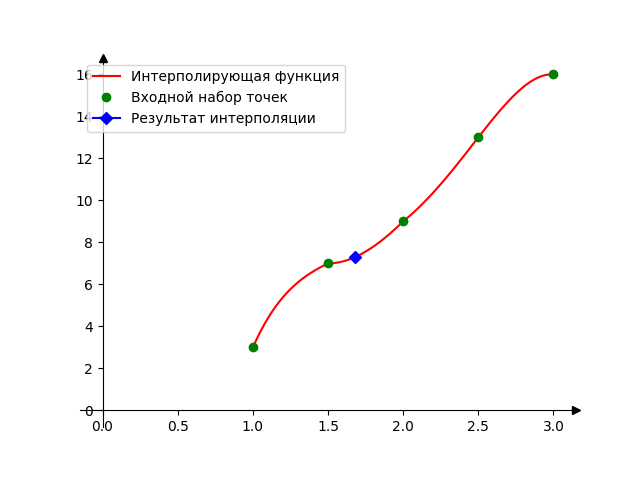 16
Интерполирующая функция
Входной набор точек
14
Результат интерполяции
12
10
8
6
4
2
0
0.0 0.5 1.0 1.5 2.0 2.5 3.0